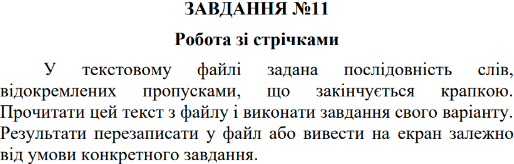 ЗАВДАННЯ №11
Робота зі стрічками
У текстовому файлі задана послідовність слів,
відокремлених пропусками, що закінчується крапкою.
Прочитати цей текст з файлу і виконати завдання свого варіанту.
Результати перезаписати у файл або вивести на екран залежно
від умови конкретного завдання.